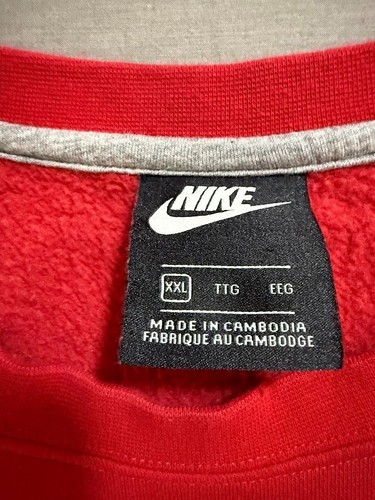 NIKE
XXL TTG EEG
MADE IN CAMBODIA
FABRIQUE AU CAMBODGE